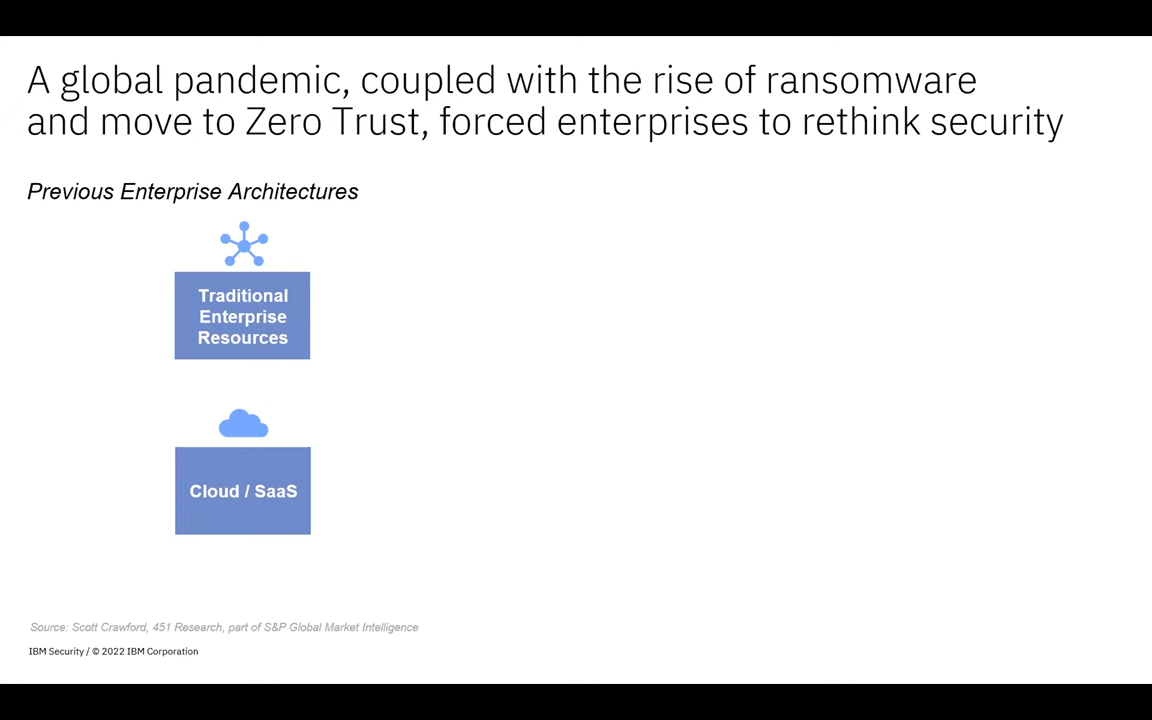 A global pandemic, coupled with the rise of ransomware
and move to Zero Trust, forced enterprises to rethink security
Previous Enterprise Architectures
Traditional
Enterprise
Resources
Cloud / SaaS
Source: Scott Crawford, 451 Research, part of S&P Global Market Intelligence
IBM Security / © 2022 IBM Corporation